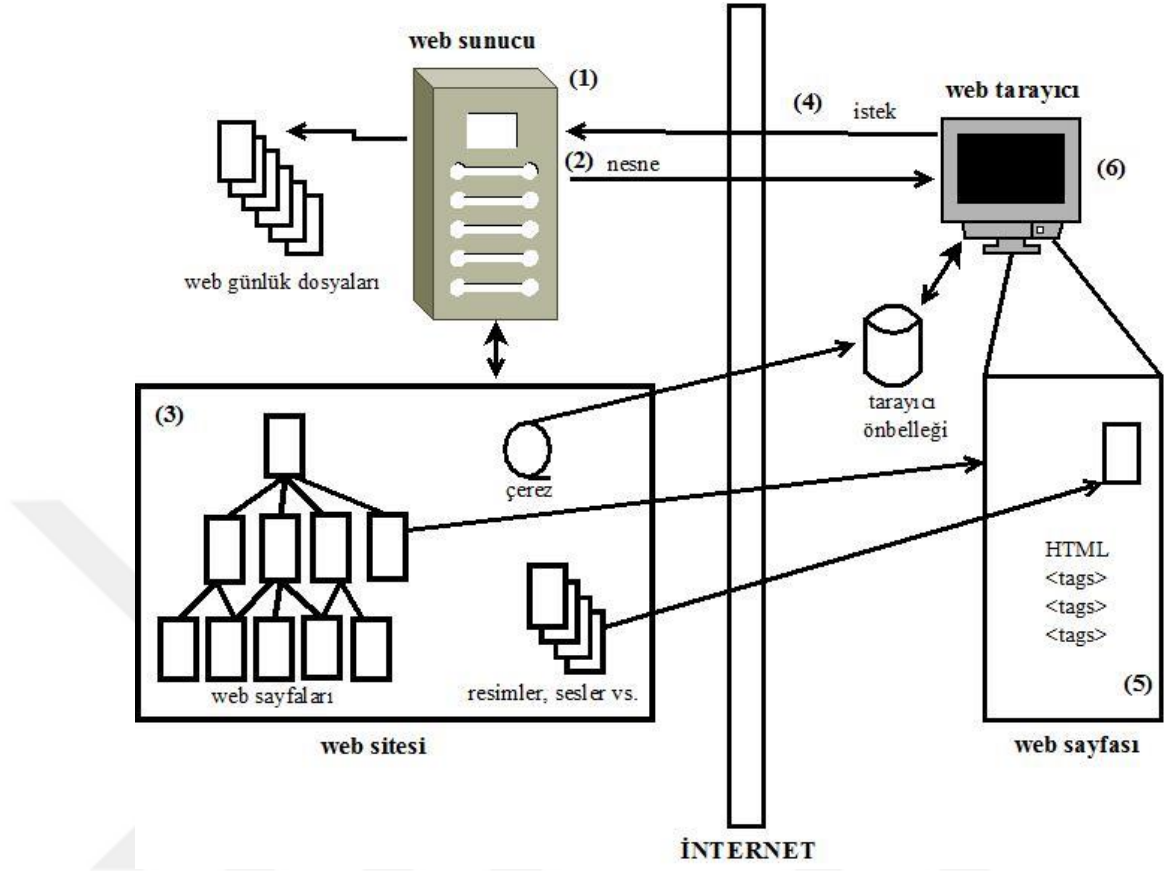 web sunucu
(1)
web tarayıcı
(4)
istek
(2) nesne
(6)
web günlük dosyaları
(3)
tarayıcı
önbelleği
çerez
HTML
<tags>
<tags>
<tags>
web sayfaları
resimler, sesler vs.
(5)
web sitesi
web sayfası
İNTERNET